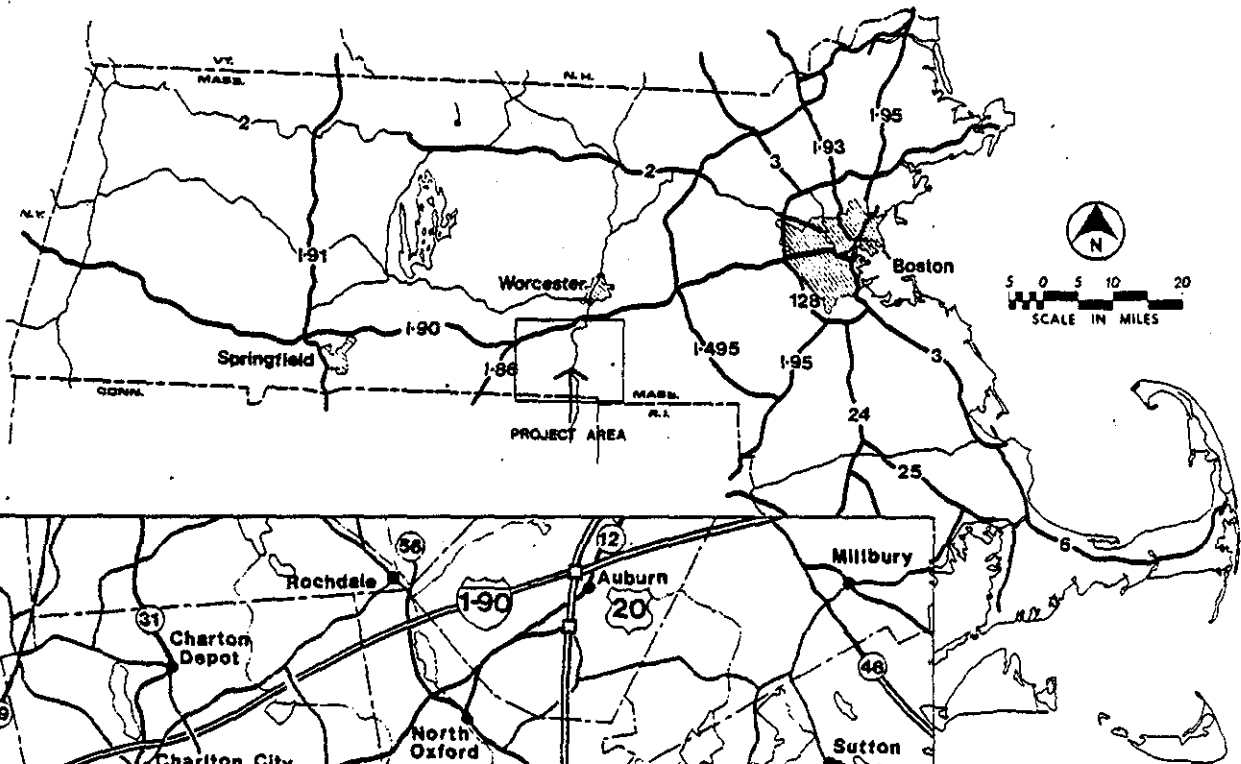 VT.
MASS.
N.H.
2
I-95
I-93
3
2
N.Y.
N
I-91
Worcester
Boston
5 0 5 10 20
SCALE IN MILES
128
I-90
Springfield
I-86
I-495
I-95
3
CONN.
MASS.
R.I.
24
PROJECT AREA
25
6
56
12
Rochdale
Auburn
Millbury
I-90
20
31
Charton
Depot
46
9
North
Oxford
Sutton
Charlton City